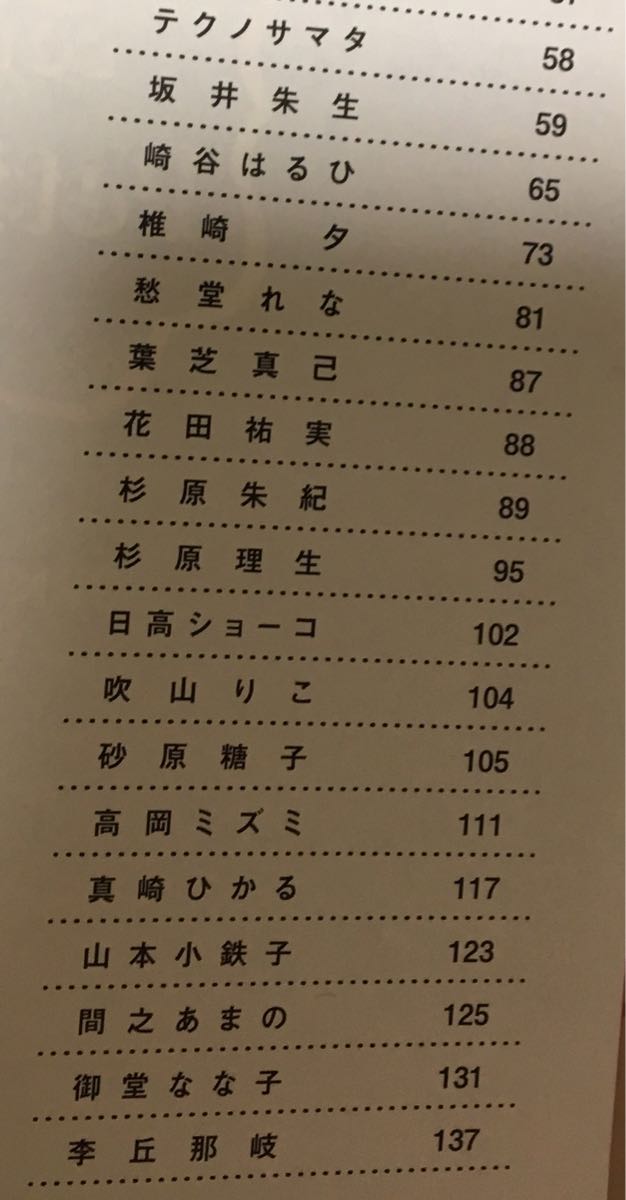 テクノサマタ 58
坂井朱生 59
崎谷はるひ 65
椎崎 夕 73
愁堂れな 81
葉芝真己 87
花田祐実 88
杉原朱紀 89
杉原理生 95
日高ショーコ 102
吹山りこ 104
砂原糖子 105
高岡ミズミ 111
真崎ひかる 117
山本小鉄子 123
間之あまの 125
御堂なな子 131
李丘那岐 137